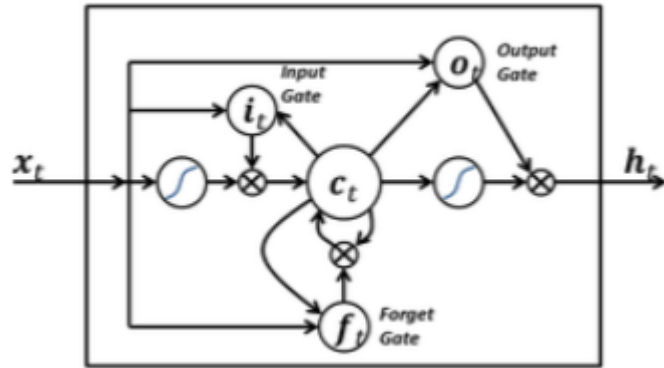 Input
Gate
Output
Gate
o_t
i_t
x_t
c_t
h_t
f_t
Forget
Gate